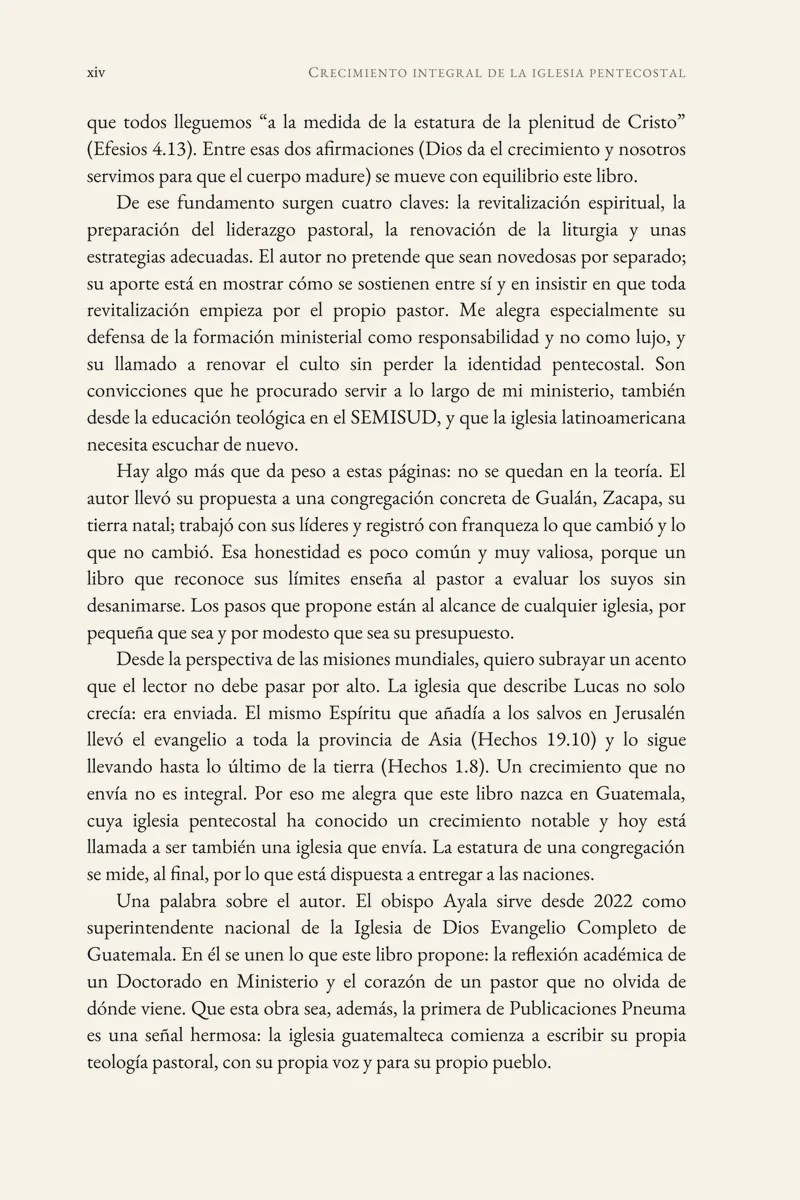 xiv
CRECIMIENTO INTEGRAL DE LA IGLESIA PENTECOSTAL
que todos lleguemos “a la medida de la estatura de la plenitud de Cristo”
(Efesios 4.13). Entre esas dos afirmaciones (Dios da el crecimiento y nosotros
servimos para que el cuerpo madure) se mueve con equilibrio este libro.
De ese fundamento surgen cuatro claves: la revitalización espiritual, la
preparación del liderazgo pastoral, la renovación de la liturgia y unas
estrategias adecuadas. El autor no pretende que sean novedosas por separado;
su aporte está en mostrar cómo se sostienen entre sí y en insistir en que toda
revitalización empieza por el propio pastor. Me alegra especialmente su
defensa de la formación ministerial como responsabilidad y no como lujo, y
su llamado a renovar el culto sin perder la identidad pentecostal. Son
convicciones que he procurado servir a lo largo de mi ministerio, también
desde la educación teológica en el SEMISUD, y que la iglesia latinoamericana
necesita escuchar de nuevo.
Hay algo más que da peso a estas páginas: no se quedan en la teoría. El
autor llevó su propuesta a una congregación concreta de Gualán, Zacapa, su
tierra natal; trabajó con sus líderes y registró con franqueza lo que cambió y lo
que no cambió. Esa honestidad es poco común y muy valiosa, porque un
libro que reconoce sus límites enseña al pastor a evaluar los suyos sin
desanimarse. Los pasos que propone están al alcance de cualquier iglesia, por
pequeña que sea y por modesto que sea su presupuesto.
Desde la perspectiva de las misiones mundiales, quiero subrayar un acento
que el lector no debe pasar por alto. La iglesia que describe Lucas no solo
crecía: era enviada. El mismo Espíritu que añadía a los salvos en Jerusalén
llevó el evangelio a toda la provincia de Asia (Hechos 19.10) y lo sigue
llevando hasta lo último de la tierra (Hechos 1.8). Un crecimiento que no
envía no es integral. Por eso me alegra que este libro nazca en Guatemala,
cuya iglesia pentecostal ha conocido un crecimiento notable y hoy está
llamada a ser también una iglesia que envía. La estatura de una congregación
se mide, al final, por lo que está dispuesta a entregar a las naciones.
Una palabra sobre el autor. El obispo Ayala sirve desde 2022 como
superintendente nacional de la Iglesia de Dios Evangelio Completo de
Guatemala. En él se unen lo que este libro propone: la reflexión académica de
un Doctorado en Ministerio y el corazón de un pastor que no olvida de
dónde viene. Que esta obra sea, además, la primera de Publicaciones Pneuma
es una señal hermosa: la iglesia guatemalteca comienza a escribir su propia
teología pastoral, con su propia voz y para su propio pueblo.